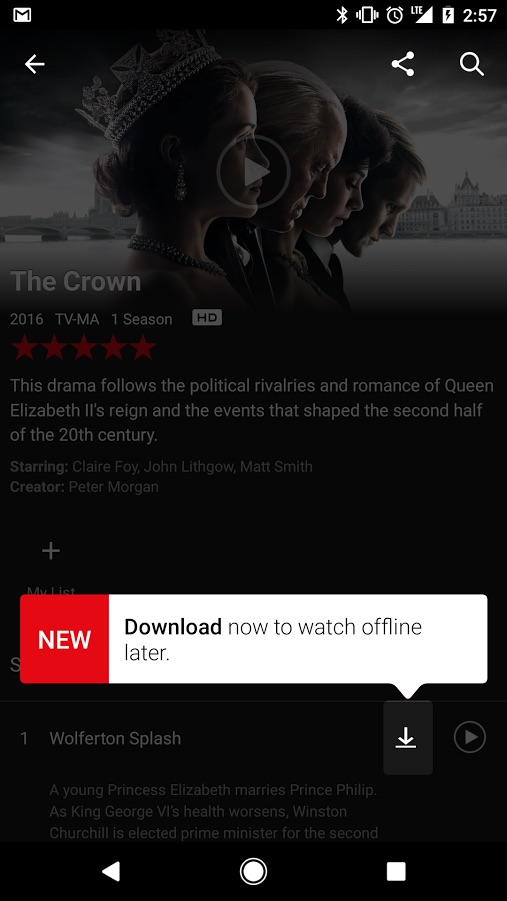 LTE 2:57
The Crown
2016 TV-MA 1 Season HD
This drama follows the political rivalries and romance of Queen
Elizabeth II's reign and the events that shaped the second half
of the 20th century.
Starring: Claire Foy, John Lithgow, Matt Smith
Creator: Peter Morgan
My List
NEW
Download now to watch offline
later.
S
1 Wolferton Splash
A young Princess Elizabeth marries Prince Philip.
As King George VI's health worsens, Winston
Churchill is elected prime minister for the second